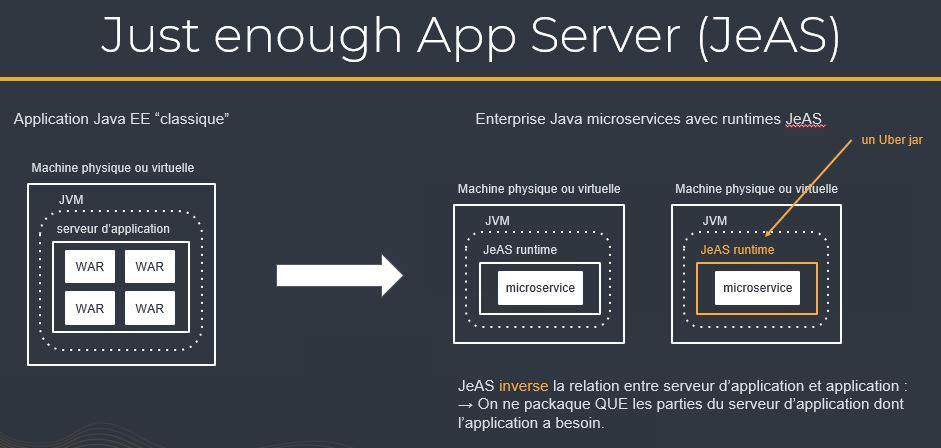 Just enough App Server (JeAS)
Application Java EE “classique”
Enterprise Java microservices avec runtimes JeAS
un Uber jar
Machine physique ou virtuelle
JVM
serveur d’application
WAR
WAR
WAR
WAR
Machine physique ou virtuelle
JVM
JeAS runtime
microservice
Machine physique ou virtuelle
JVM
JeAS runtime
microservice
JeAS inverse la relation entre serveur d’application et application :
→ On ne packaque QUE les parties du serveur d’application dont
l’application a besoin.